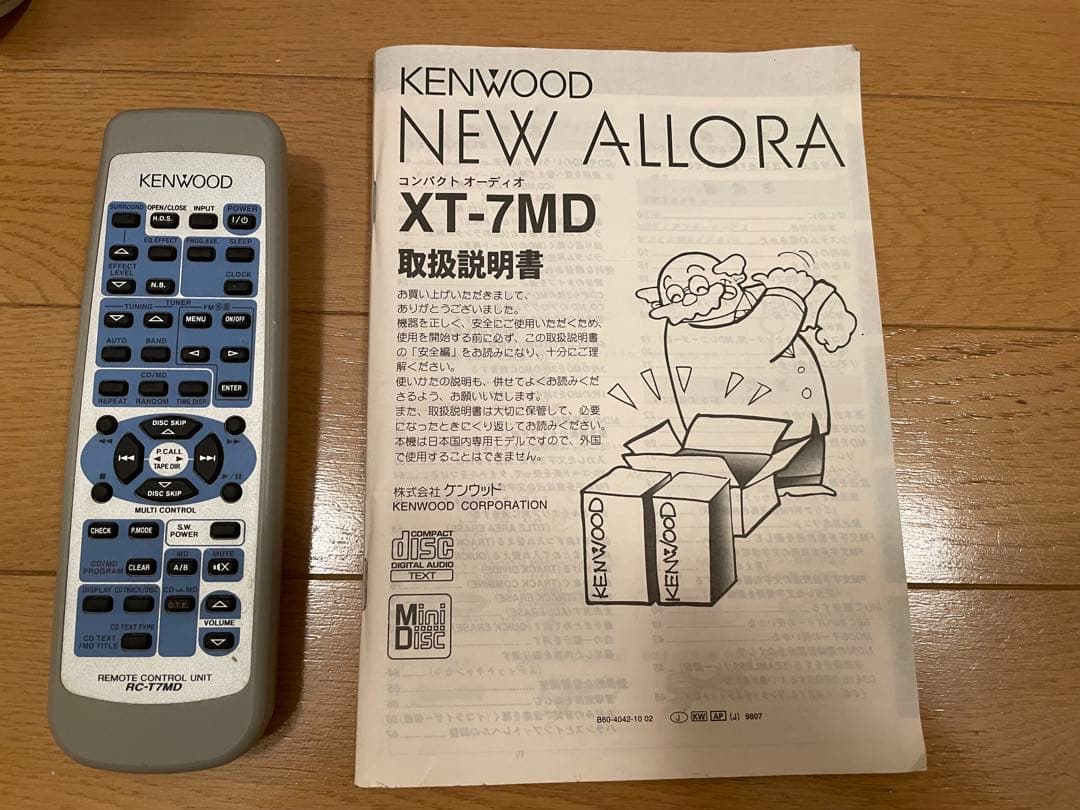 KENWOOD
SURROUND
OPEN/CLOSE
INPUT
POWER
H.O.S.
I/⏻
EQ.EFFECT
PROG.EXE.
SLEEP
EFFECT
LEVEL
N.B.
CLOCK
TUNER
TUNING
FM多重
MENU
ON/OFF
AUTO
BAND
CD/MD
REPEAT
RANDOM
TIME DISP.
ENTER
DISC SKIP
P.CALL
TAPE DIR
DISC SKIP
MULTI CONTROL
CHECK
P.MODE
S.W.
POWER
CD/MD
PROGRAM
CLEAR
MD
A/B
MUTE
DISPLAY
CD TRACK/DISC
CD→MD
O.T.E.
VOLUME
CD TEXT TYPE
CD TEXT
/MD TITLE
REMOTE CONTROL UNIT
RC-T7MD
KENWOOD
NEW ALLORA
コンパクト オーディオ
XT-7MD
取扱説明書
お買い上げいただきまして、
ありがとうございました。
機器を正しく、安全にご使用いただくため、
使用を開始する前に必ず、この取扱説明書
の「安全編」をお読みになり、十分にご理
解ください。
使いかたの説明も、併せてよくお読みくだ
さるよう、お願いいたします。
また、取扱説明書は大切に保管して、必要
になったときにくり返してお読みください。
本機は日本国内専用モデルですので、外国
で使用することはできません。
株式会社 ケンウッド
KENWOOD CORPORATION
COMPACT
disc
DIGITAL AUDIO
TEXT
Mini
Disc
KENWOOD
KENWOOD
B60-4042-10 02 J KW AP (J) 9807